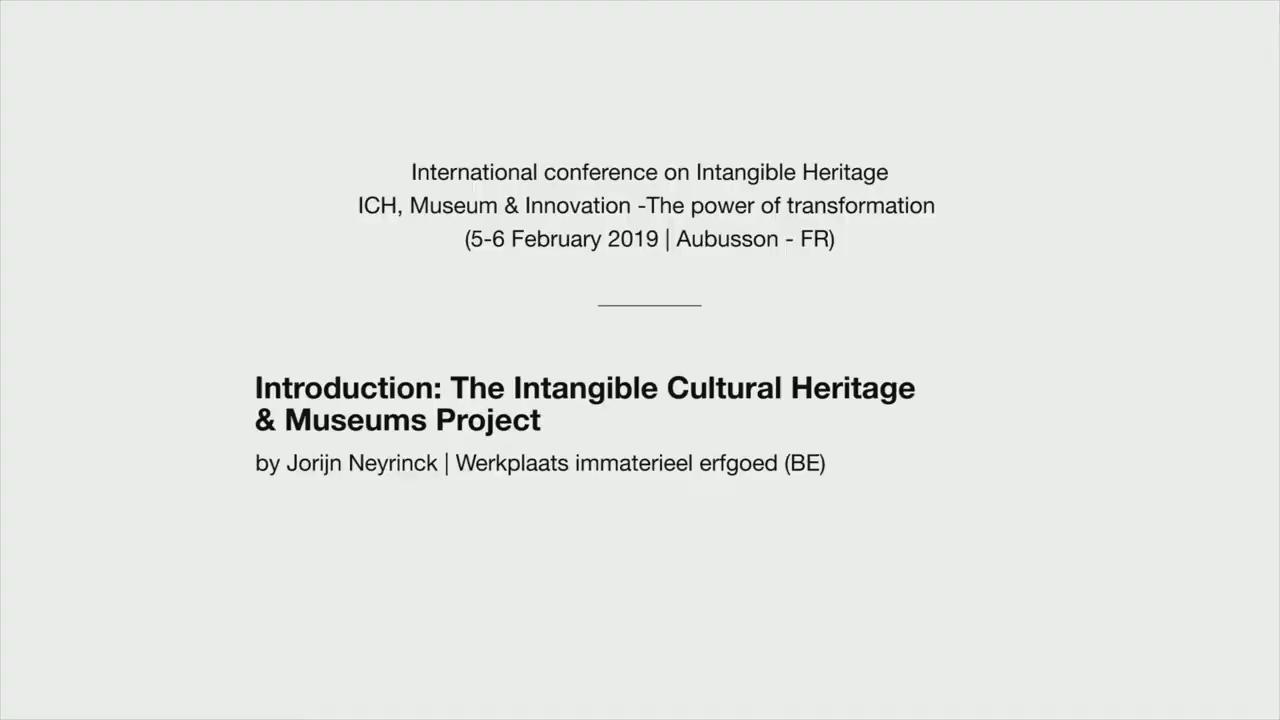 International conference on Intangible Heritage
ICH, Museum & Innovation -The power of transformation
(5-6 February 2019 | Aubusson - FR)
Introduction: The Intangible Cultural Heritage
& Museums Project
by Jorijn Neyrinck | Werkplaats immaterieel erfgoed (BE)